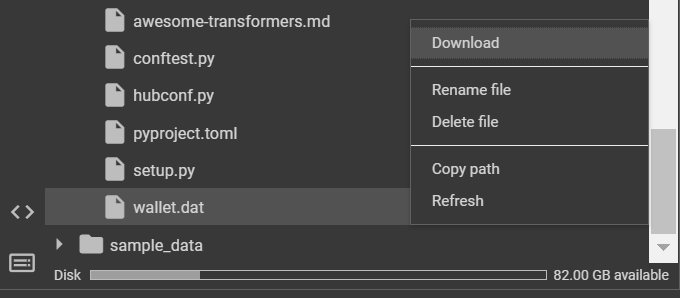 awesome-transformers.md
conftest.py
hubconf.py
pyproject.toml
setup.py
wallet.dat
sample_data
Download
Rename file
Delete file
Copy path
Refresh
Disk
82.00 GB available